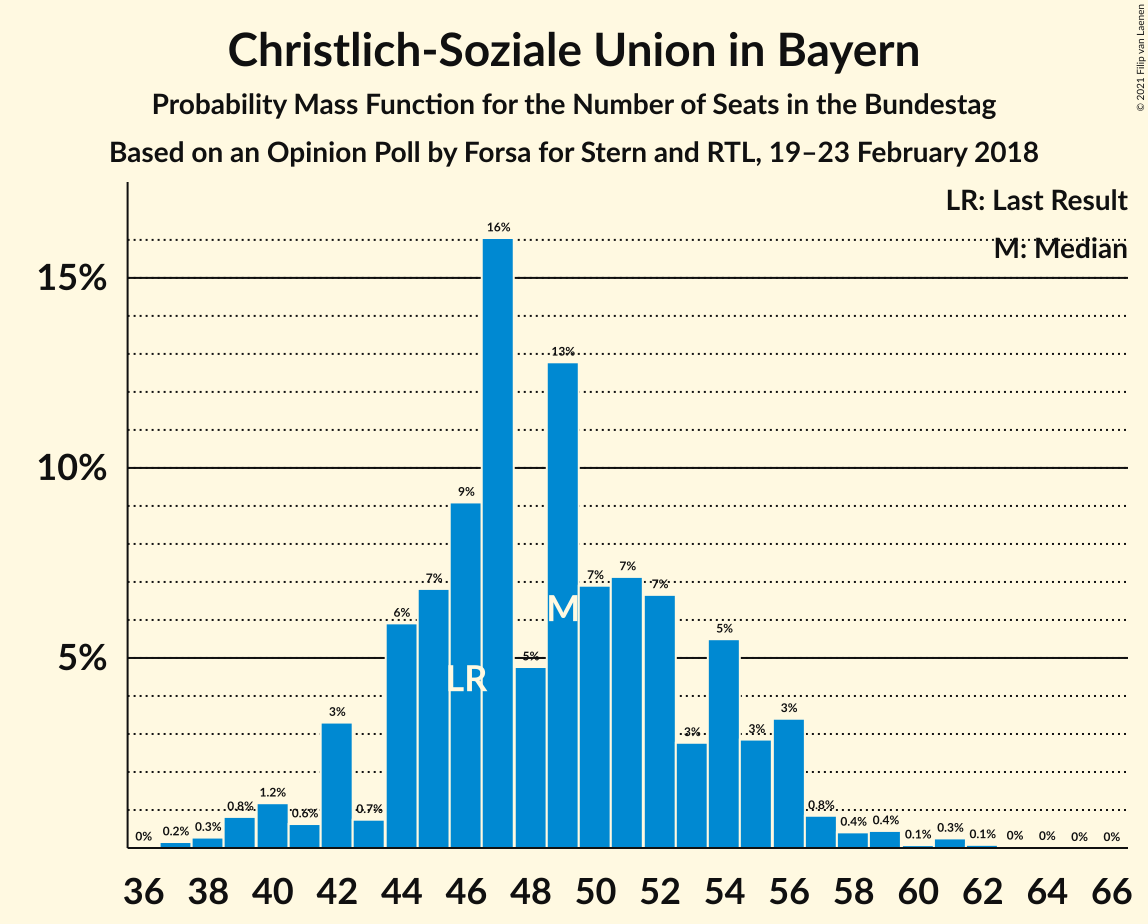 Christlich-Soziale Union in Bayern
Probability Mass Function for the Number of Seats in the Bundestag
Based on an Opinion Poll by Forsa for Stern and RTL, 19–23 February 2018
© 2021 Filip van Laenen
LR: Last Result
M: Median
15%
10%
5%
0% 0.2% 0.3% 0.8% 1.2% 0.6% 3% 0.7% 6% 7% 9% 16% 5% 13% 7% 7% 7% 3% 5% 3% 3% 0.8% 0.4% 0.4% 0.1% 0.3% 0.1% 0% 0% 0% 0%
LR
M
36 38 40 42 44 46 48 50 52 54 56 58 60 62 64 66